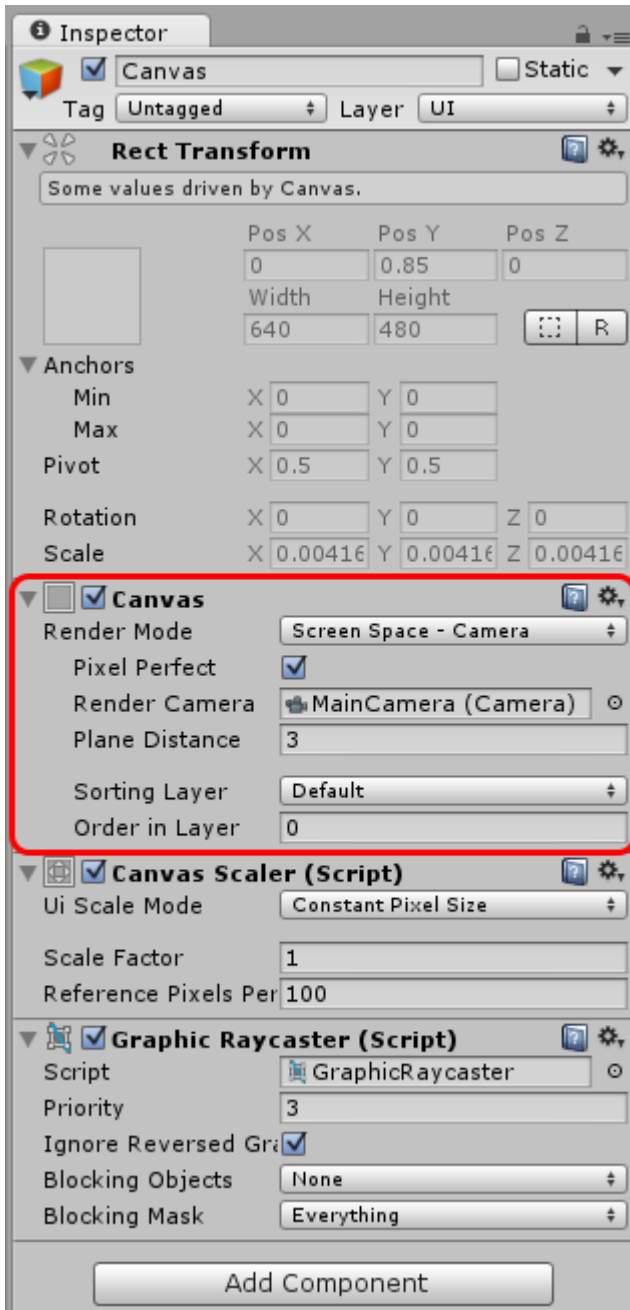 Inspector
Canvas Static
Tag Untagged Layer UI
Rect Transform
Some values driven by Canvas.
Pos X Pos Y Pos Z
0 0.85 0
Width Height
640 480 R
Anchors
Min X 0 Y 0
Max X 0 Y 0
Pivot X 0.5 Y 0.5
Rotation X 0 Y 0 Z 0
Scale X 0.00416 Y 0.00416 Z 0.00416
Canvas
Render Mode Screen Space - Camera
Pixel Perfect
Render Camera MainCamera (Camera)
Plane Distance 3
Sorting Layer Default
Order in Layer 0
Canvas Scaler (Script)
Ui Scale Mode Constant Pixel Size
Scale Factor 1
Reference Pixels Per 100
Graphic Raycaster (Script)
Script GraphicRaycaster
Priority 3
Ignore Reversed Gra
Blocking Objects None
Blocking Mask Everything
Add Component